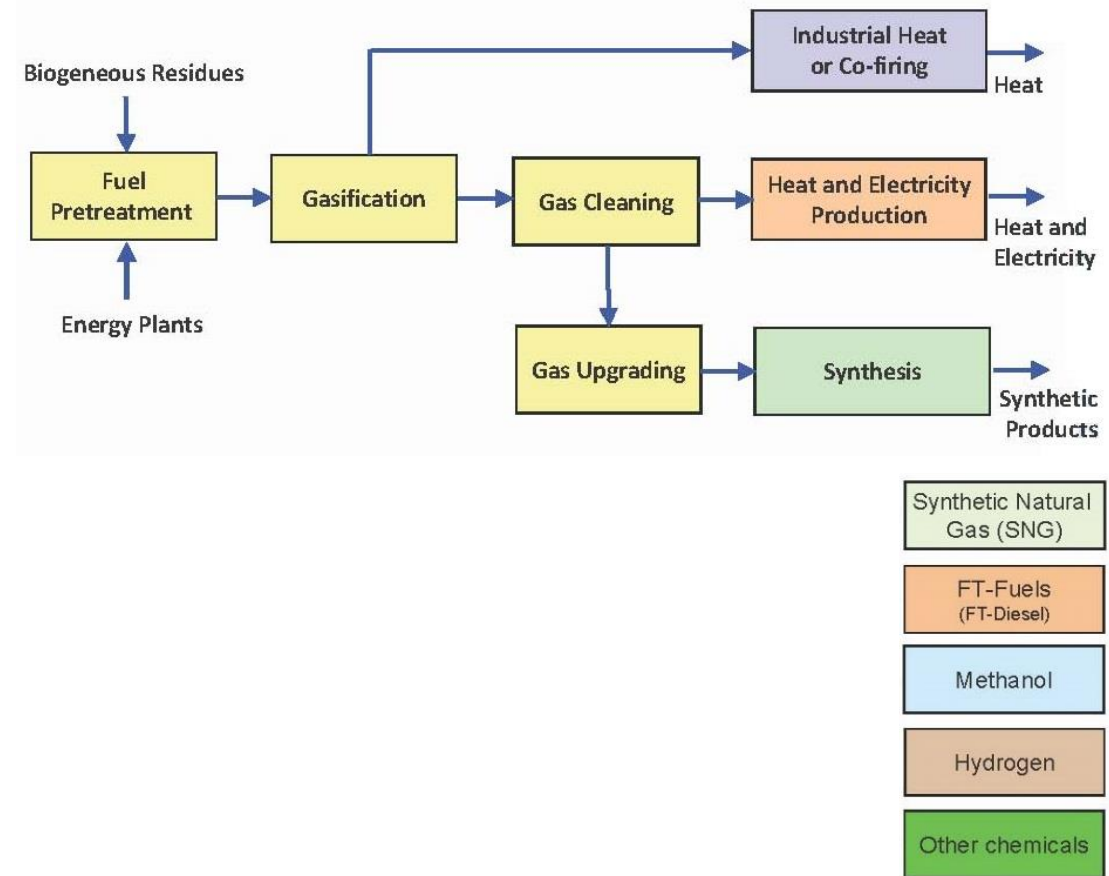 Industrial Heat
or Co-firing
Heat
Biogeneous Residues
Fuel
Pretreatment
Gasification
Gas Cleaning
Heat and Electricity
Production
Heat and
Electricity
Energy Plants
Gas Upgrading
Synthesis
Synthetic
Products
Synthetic Natural
Gas (SNG)
FT-Fuels
(FT-Diesel)
Methanol
Hydrogen
Other chemicals